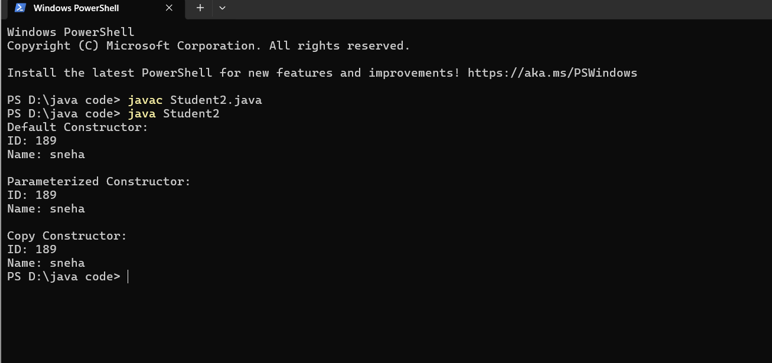 Windows PowerShell
Windows PowerShell
Copyright (C) Microsoft Corporation. All rights reserved.
Install the latest PowerShell for new features and improvements! https://aka.ms/PSWindows
PS D:\java code> javac Student2.java
PS D:\java code> java Student2
Default Constructor:
ID: 189
Name: sneha
Parameterized Constructor:
ID: 189
Name: sneha
Copy Constructor:
ID: 189
Name: sneha
PS D:\java code>